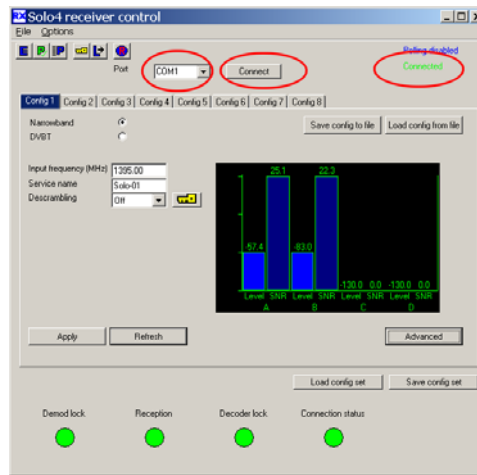 RX Solo4 receiver control
File Options
E P IP
Port COM1 Connect
Polling disabled
Connected
Config 1 Config 2 Config 3 Config 4 Config 5 Config 6 Config 7 Config 8
Narrowband
DVBT
Save config to file Load config from file
Input frequency (MHz) 1395.00
Service name Solo-01
Descrambling Off
25.1 22.3
-57.4 -83.0
-130.0 0.0 -130.0 0.0
Level SNR Level SNR Level SNR Level SNR
A B C D
Apply Refresh Advanced
Load config set Save config set
Demod lock Reception Decoder lock Connection status